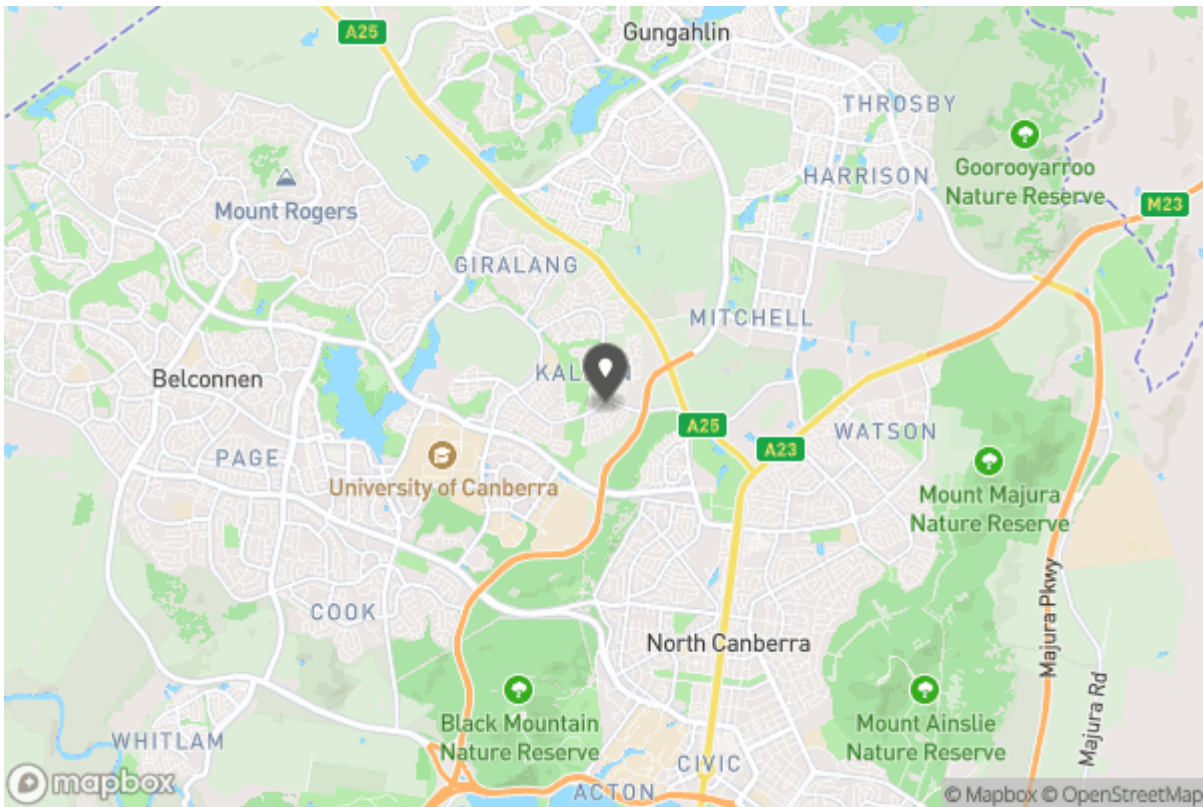 A25
Gungahlin
THROSBY
Goorooyarroo
Nature Reserve
HARRISON
M23
Mount Rogers
GIRALANG
MITCHELL
Belconnen
A25
A23
WATSON
PAGE
University of Canberra
Mount Majura
Nature Reserve
COOK
North Canberra
Majura Pkwy
Majura Rd
Black Mountain
Nature Reserve
Mount Ainslie
Nature Reserve
WHITLAM
CIVIC
mapbox
ACTON
© Mapbox © OpenStreetMap